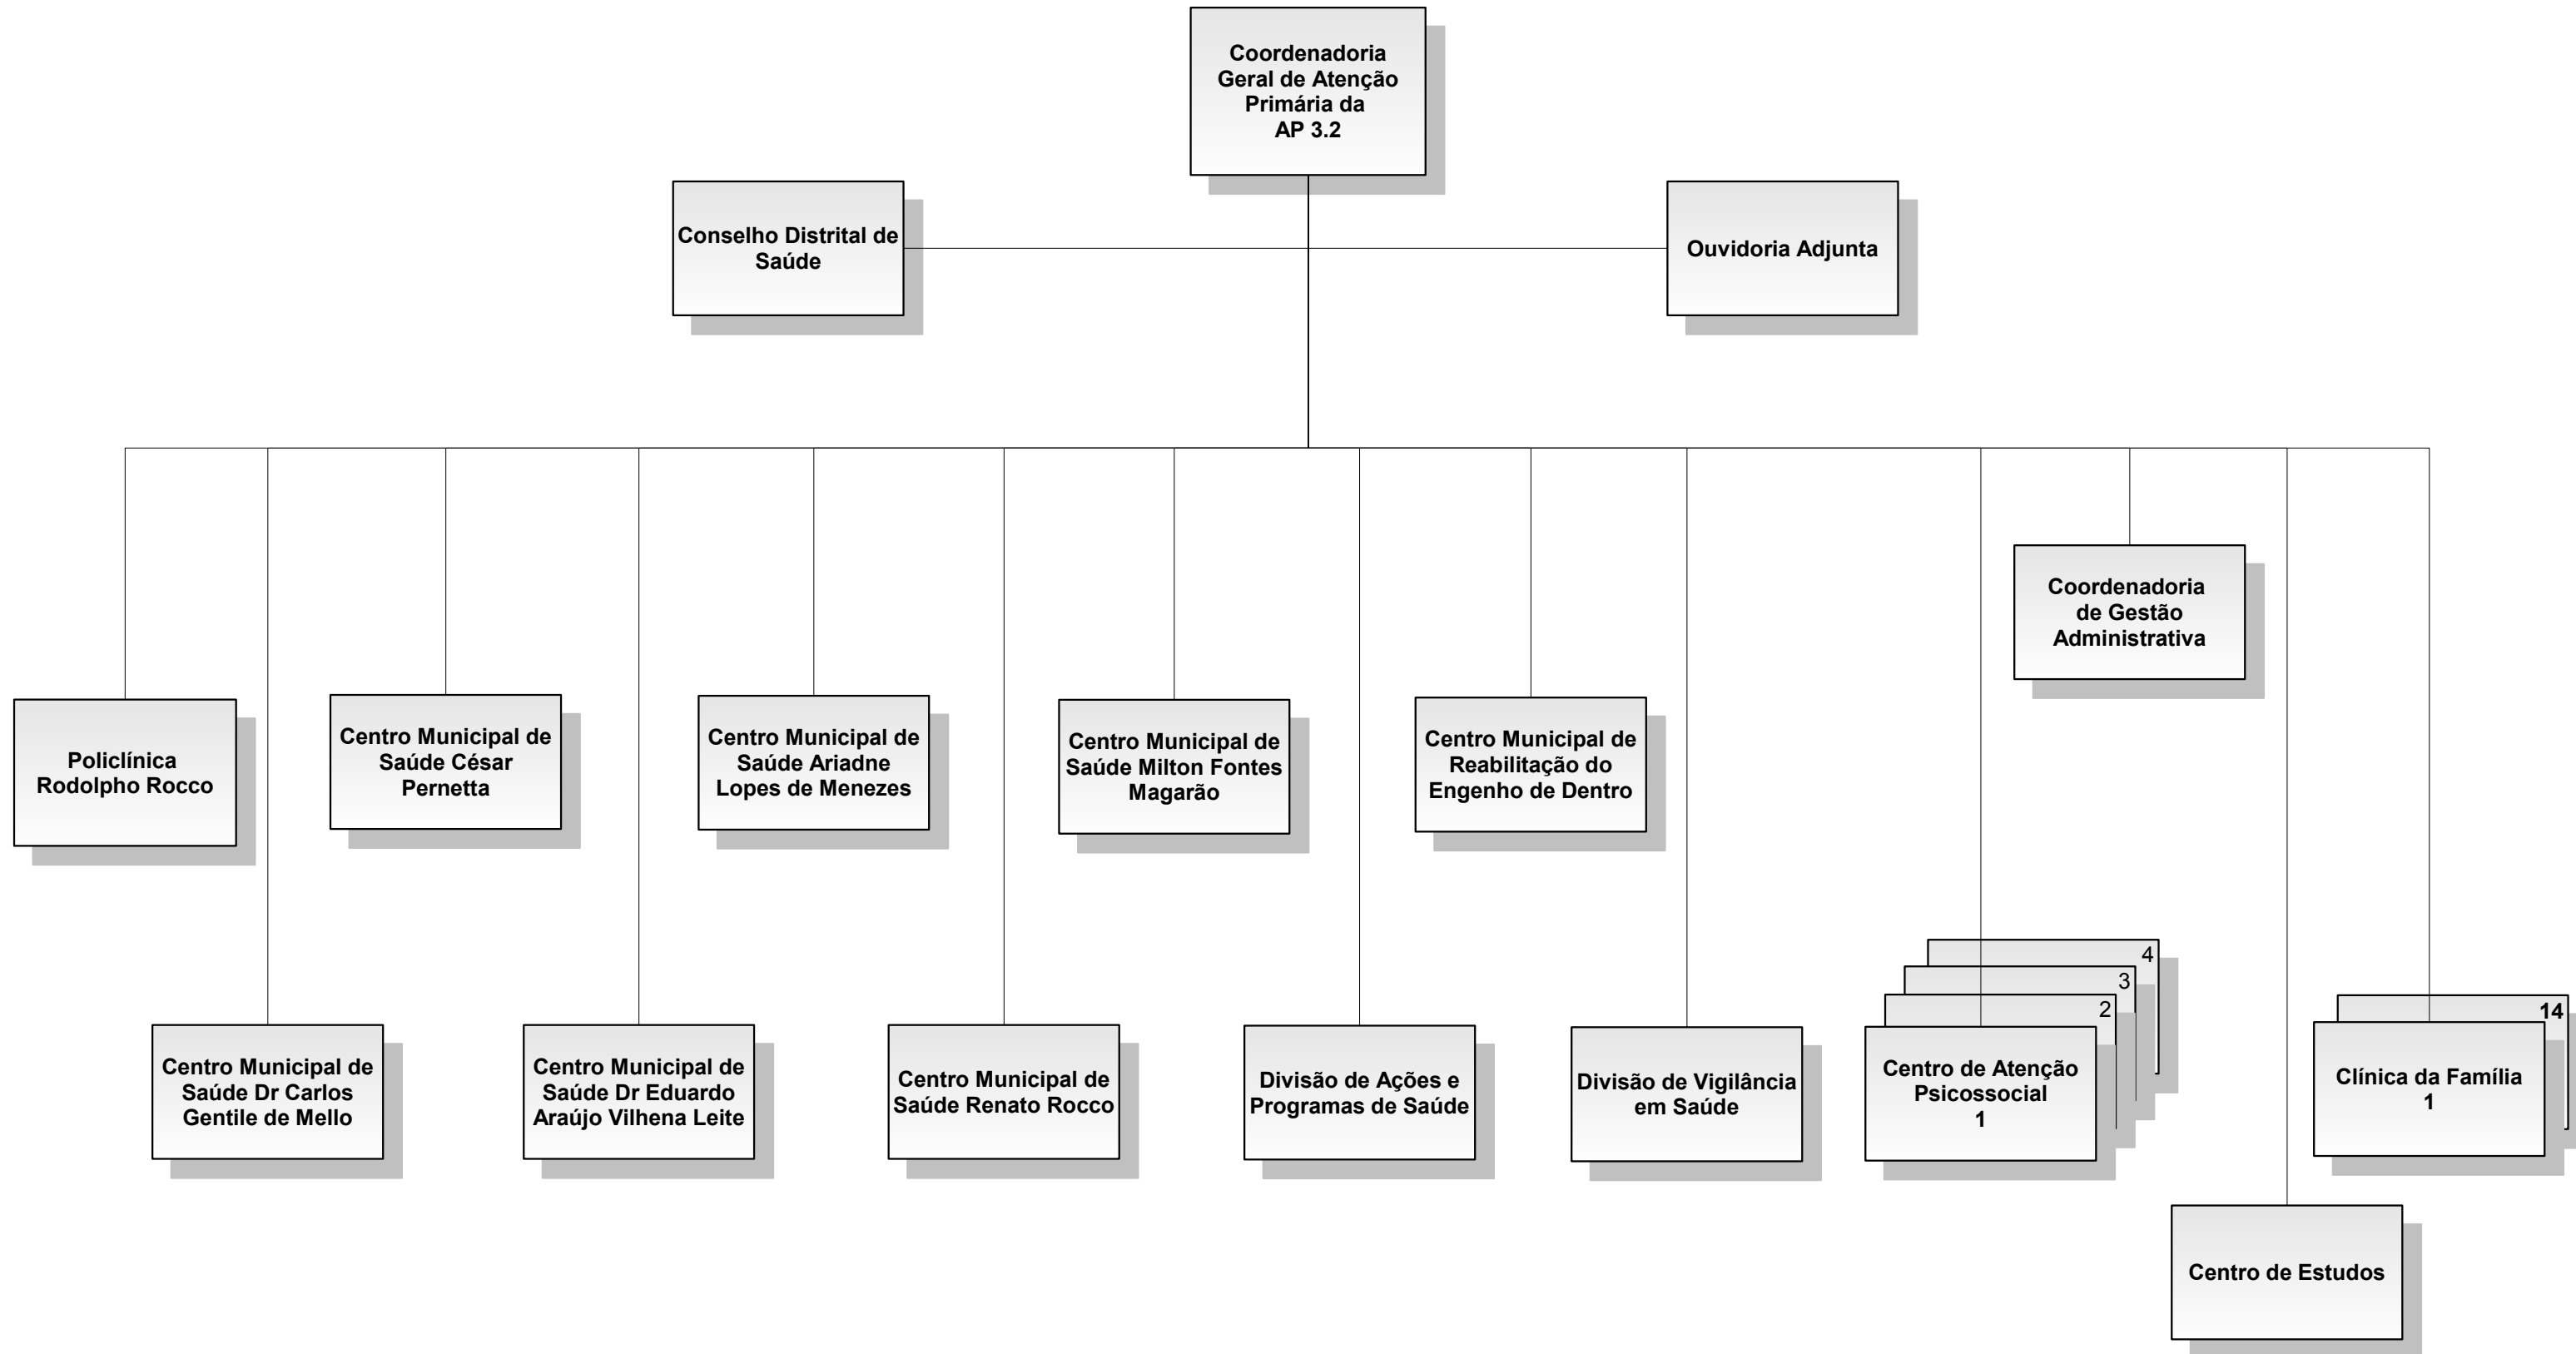 Coordenadoria
Geral de Atenção
Primária da
AP 3.2
Conselho Distrital de
Saúde
Ouvidoria Adjunta
Coordenadoria
de Gestão
Administrativa
Policlínica
Rodolpho Rocco
Centro Municipal de
Saúde César
Pernetta
Centro Municipal de
Saúde Ariadne
Lopes de Menezes
Centro Municipal de
Saúde Milton Fontes
Magarão
Centro Municipal de
Reabilitação do
Engenho de Dentro
Centro Municipal de
Saúde Dr Carlos
Gentile de Mello
Centro Municipal de
Saúde Dr Eduardo
Araújo Vilhena Leite
Centro Municipal de
Saúde Renato Rocco
Divisão de Ações e
Programas de Saúde
Divisão de Vigilância
em Saúde
4
3
2
Centro de Atenção
Psicossocial
1
14
Clínica da Família
1
Centro de Estudos